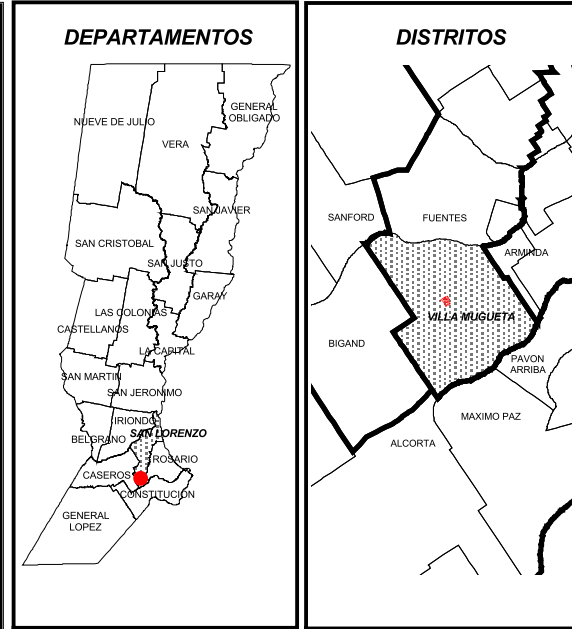 DEPARTAMENTOS
NUEVE DE JULIO
GENERAL
OBLIGADO
VERA
SAN JAVIER
SAN CRISTOBAL
SAN JUSTO
GARAY
LAS COLONIAS
CASTELLANOS
LA CAPITAL
SAN MARTIN
SAN JERONIMO
IRIONDO
SAN LORENZO
BELGRANO
ROSARIO
CASEROS
CONSTITUCIÓN
GENERAL
LOPEZ
DISTRITOS
SANFORD
FUENTES
ARMINDA
VILLA MUGUETA
BIGAND
PAVON
ARRIBA
MAXIMO PAZ
ALCORTA